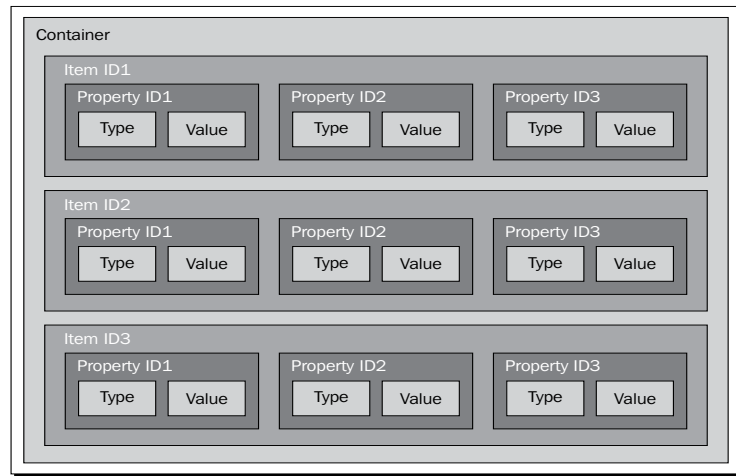 Container
Item ID1
Property ID1 Property ID2 Property ID3
Type Value Type Value Type Value
Item ID2
Property ID1 Property ID2 Property ID3
Type Value Type Value Type Value
Item ID3
Property ID1 Property ID2 Property ID3
Type Value Type Value Type Value